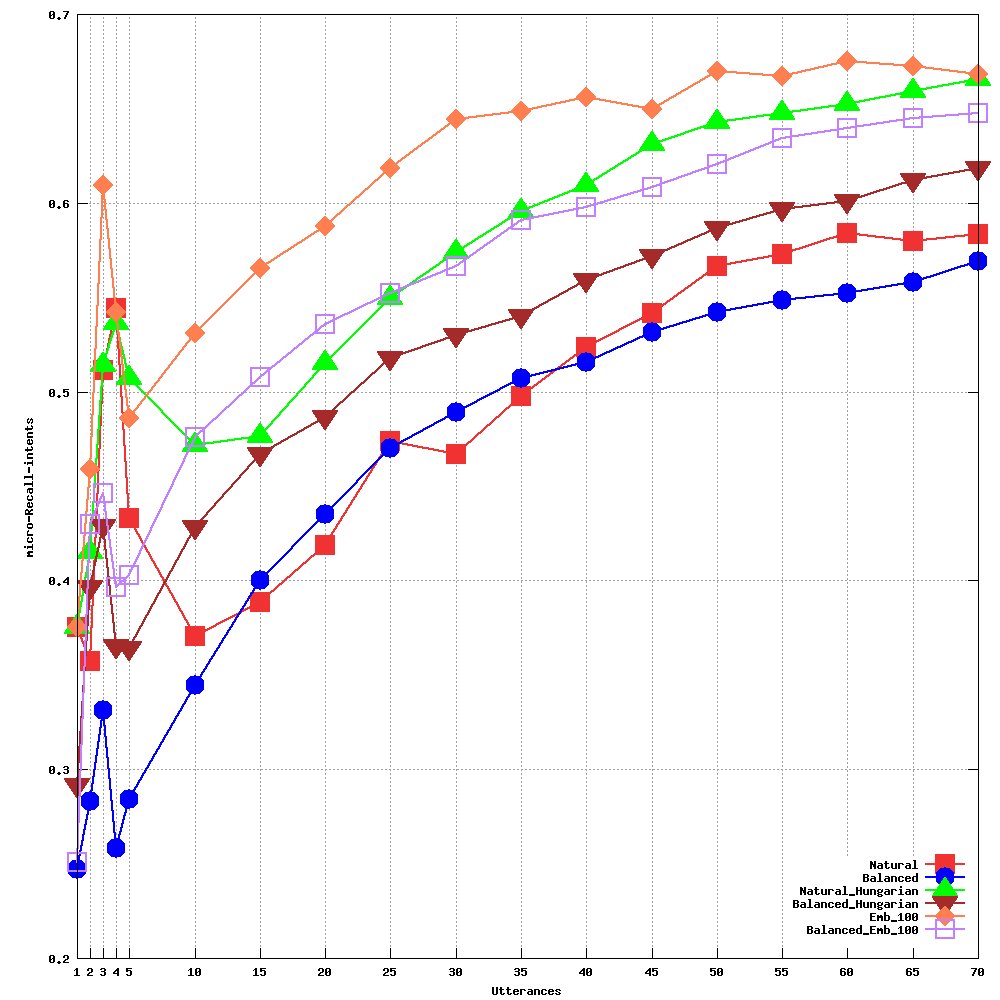 0.7
0.6
0.5
0.4
0.3
0.2
micro-Recall-intents
1 2 3 4 5 10 15 20 25 30 35 40 45 50 55 60 65 70
Utterances
Natural
Balanced
Natural_Hungarian
Balanced_Hungarian
Emb_100
Balanced_Emb_100